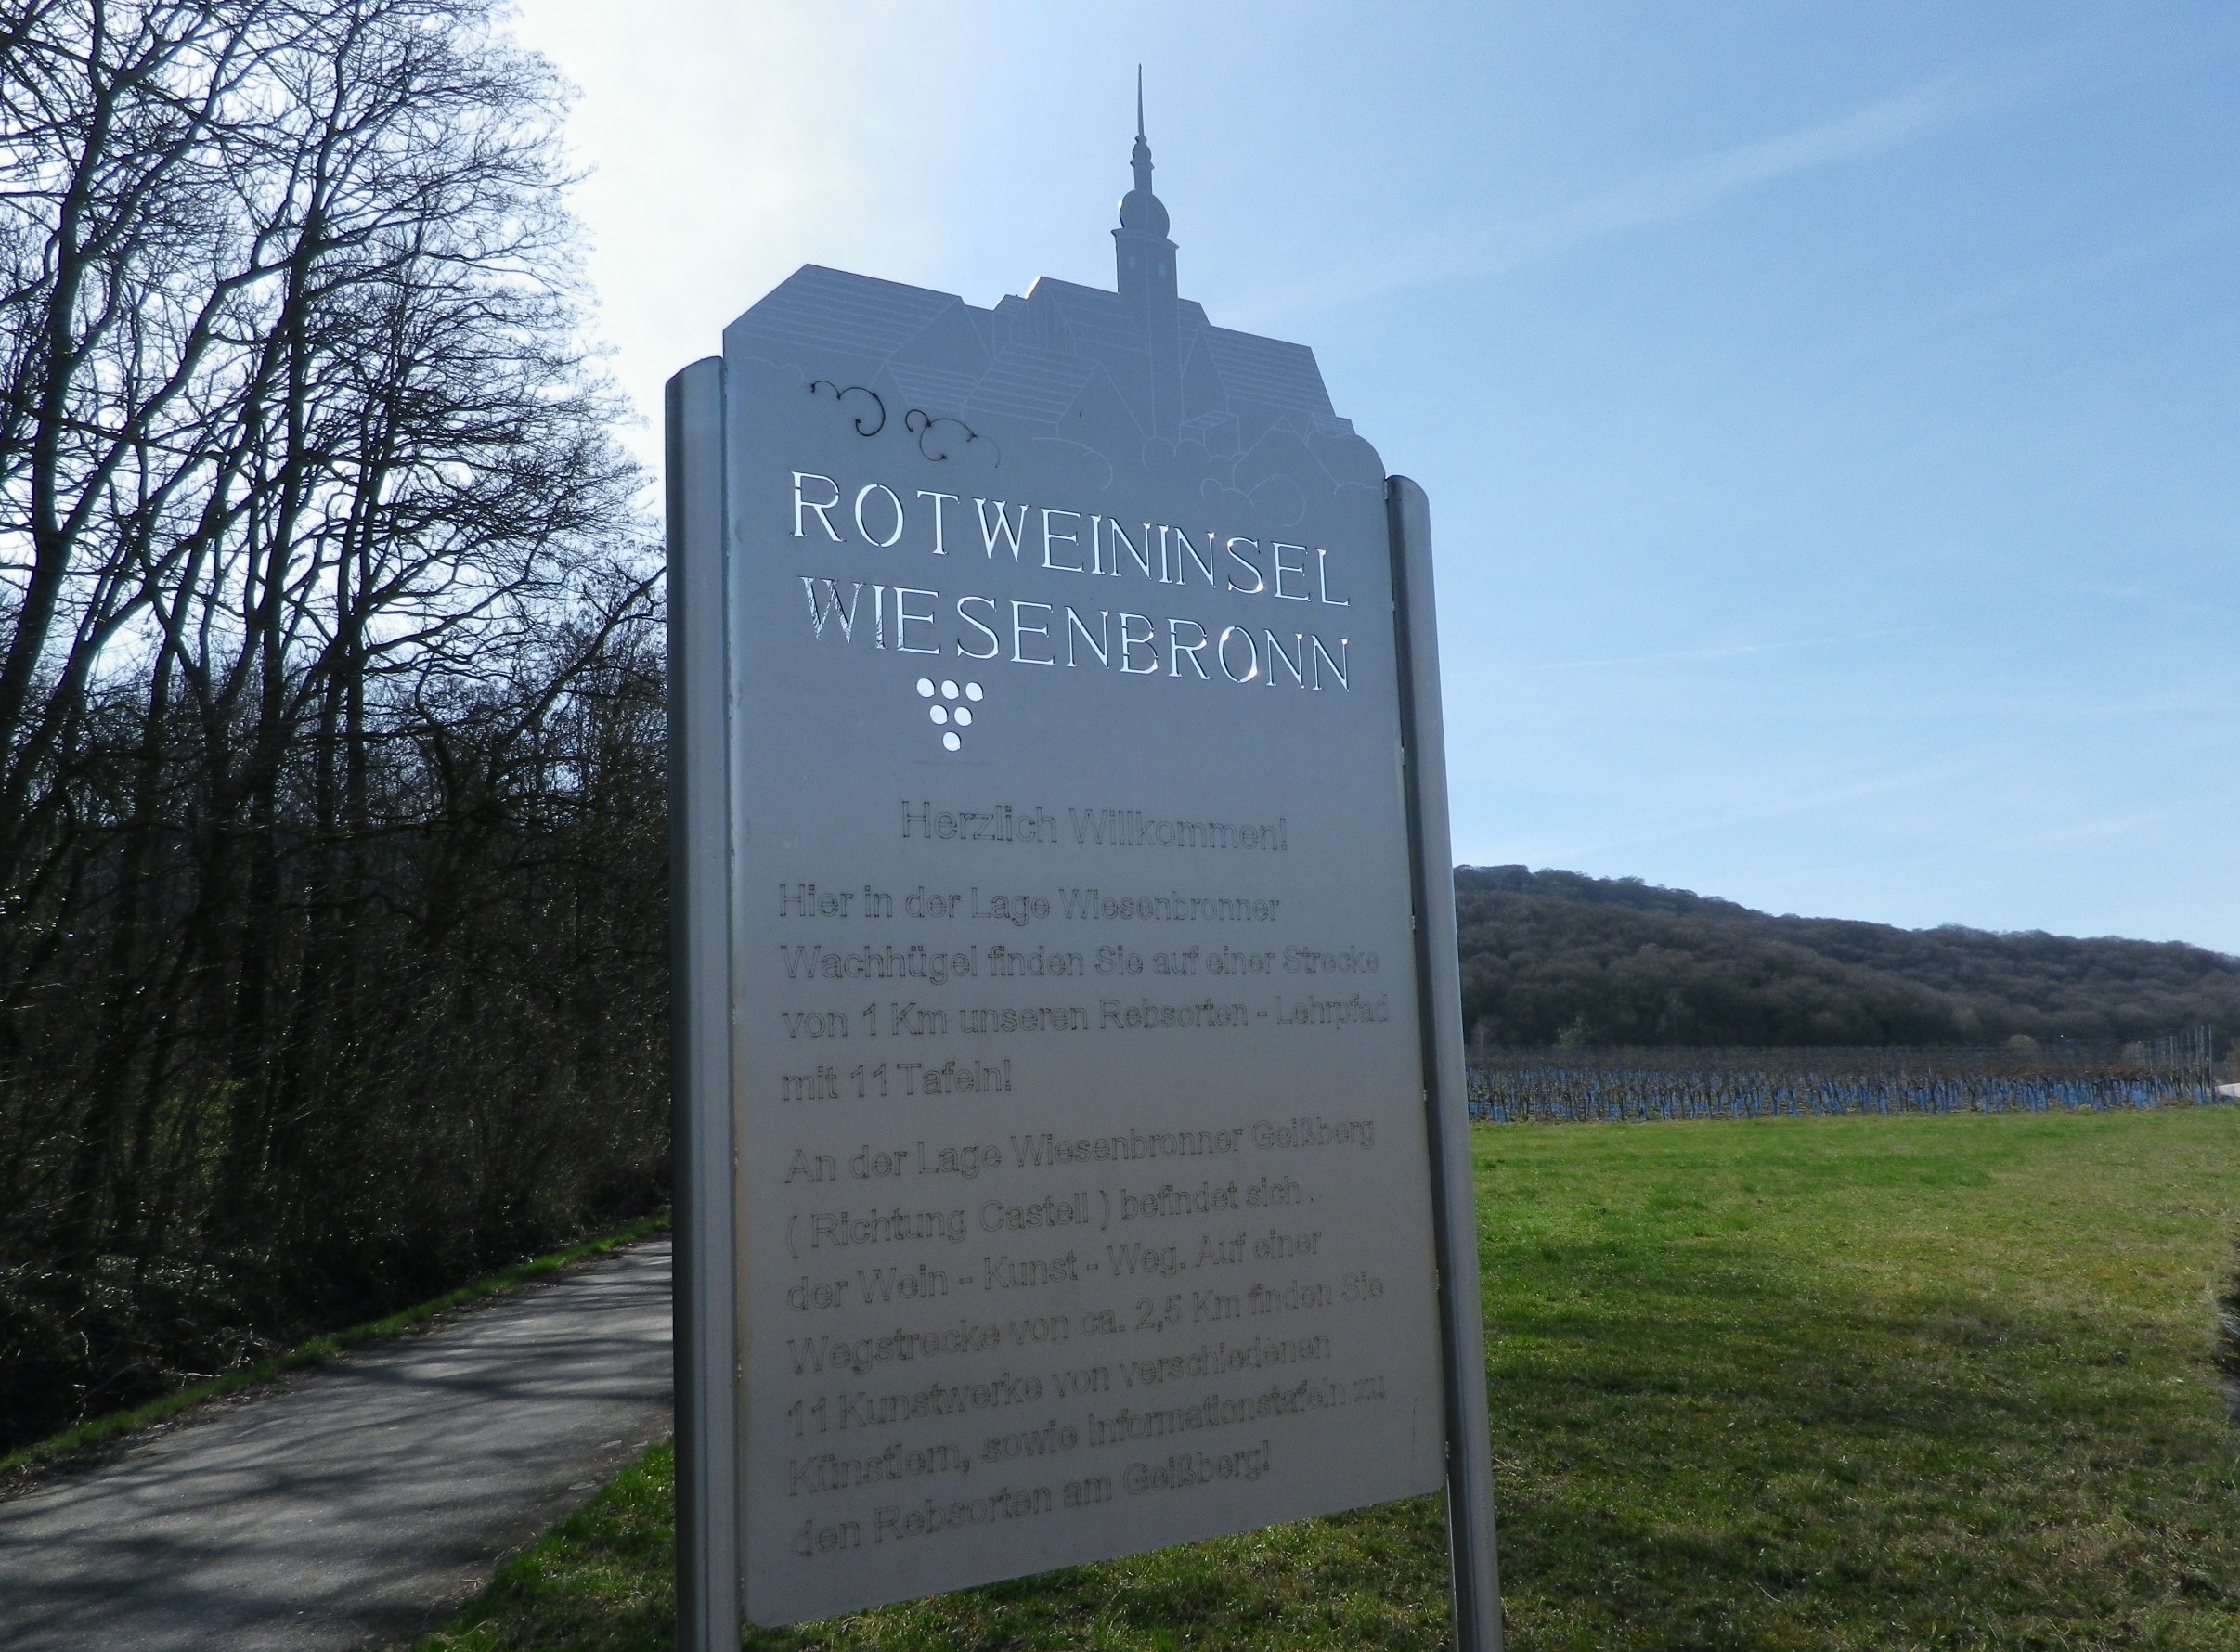 ROTWEININSEL
WIESENBRONN
Herzlich Willkommen!
Hier in der Lage Wiesenbronner
Wachhügel finden Sie auf einer Strecke
von 1 Km unseren Rebsorten - Lehrpfad
mit 11 Tafeln!
An der Lage Wiesenbronner Geißberg
( Richtung Castell ) befindet sich .
der Wein - Kunst - Weg. Auf einer
Wegstrecke von ca. 2,5 Km finden Sie
11 Kunstwerke von verschiedenen
Künstlern, sowie Informationstafeln zu
den Rebsorten am Geißberg!